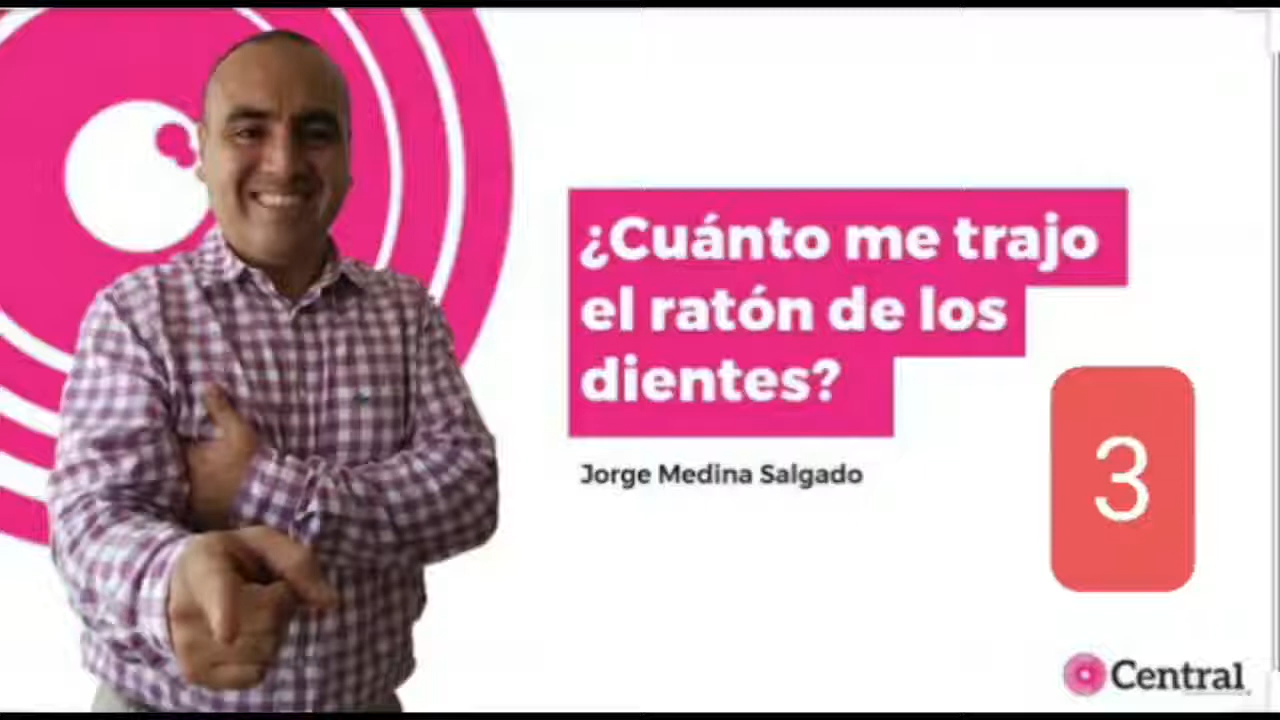 ¿Cuánto me trajo
el ratón de los
dientes?
Jorge Medina Salgado
3
Central